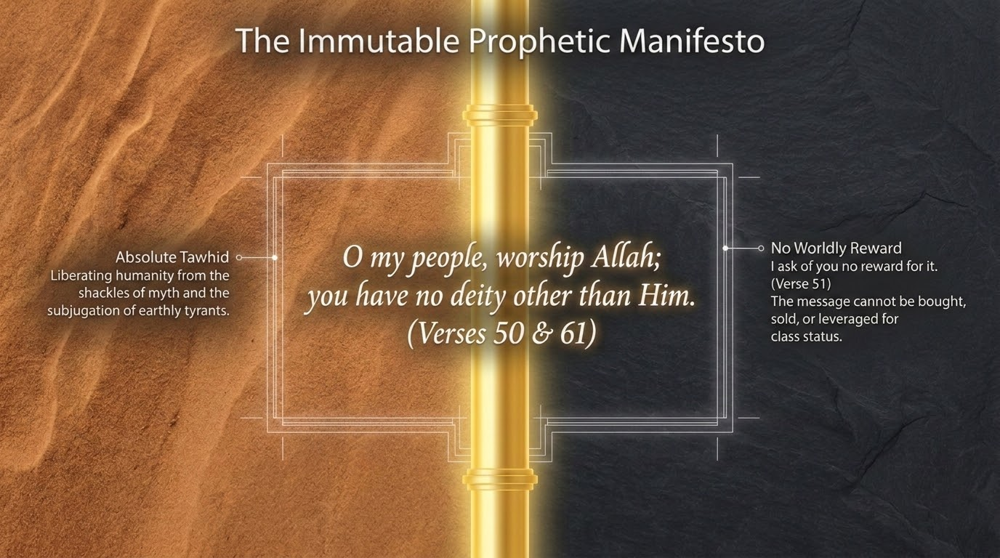 The Immutable Prophetic Manifesto
Absolute Tawhid
Liberating humanity from the
shackles of myth and the
subjugation of earthly tyrants.
O my people, worship Allah;
you have no deity other than Him.
(Verses 50 & 61)
No Worldly Reward
I ask of you no reward for it.
(Verse 51)
The message cannot be bought,
sold, or leveraged for
class status.